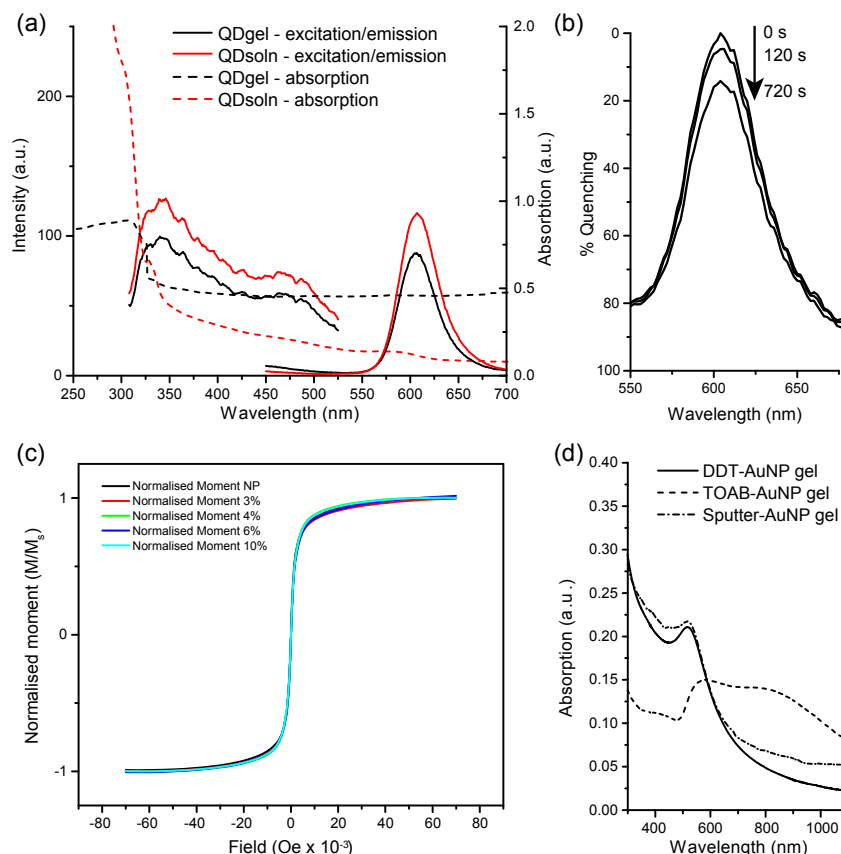 (a)
QDgel - excitation/emission
QDsoln - excitation/emission
QDgel - absorption
QDsoln - absorption
Intensity (a.u.)
200
150
100
50
0
2.0
1.5
1.0
0.5
0.0
Absorbtion (a.u.)
250 300 350 400 450 500 550 600 650 700
Wavelength (nm)
(b)
0 s
120 s
720 s
% Quenching
0
20
40
60
80
100
550 600 650
Wavelength (nm)
(c)
Normalised Moment NP
Normalised Moment 3%
Normalised Moment 4%
Normalised Moment 6%
Normalised Moment 10%
Normalised moment (M/Ms)
1
0
-1
-80 -60 -40 -20 0 20 40 60 80
Field (Oe x 10-3)
(d)
DDT-AuNP gel
TOAB-AuNP gel
Sputter-AuNP gel
Absorption (a.u.)
0.40
0.35
0.30
0.25
0.20
0.15
0.10
0.05
0.00
400 600 800 1000
Wavelength (nm)